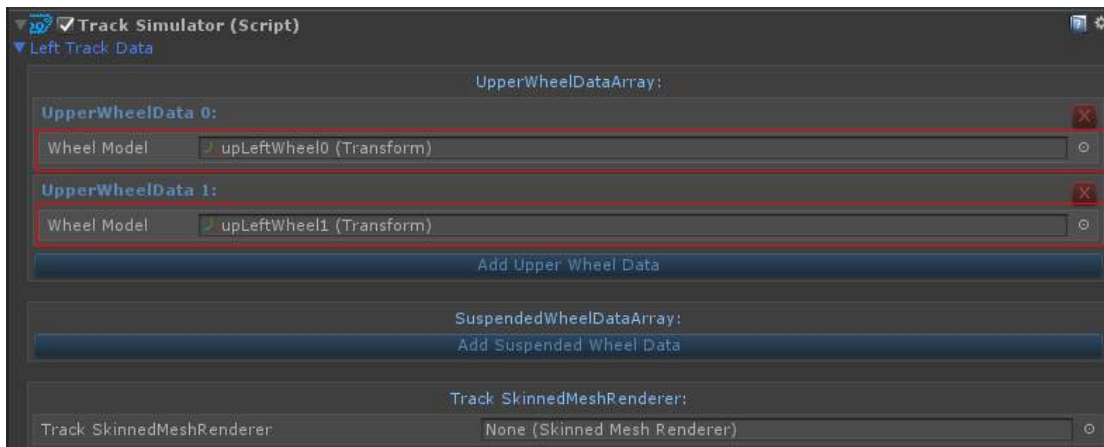 Track Simulator (Script)
Left Track Data
UpperWheelDataArray:
UpperWheelData 0:
X
Wheel Model upLeftWheel0 (Transform)
UpperWheelData 1:
X
Wheel Model upLeftWheel1 (Transform)
Add Upper Wheel Data
SuspendedWheelDataArray:
Add Suspended Wheel Data
Track SkinnedMeshRenderer:
Track SkinnedMeshRenderer None (Skinned Mesh Renderer)